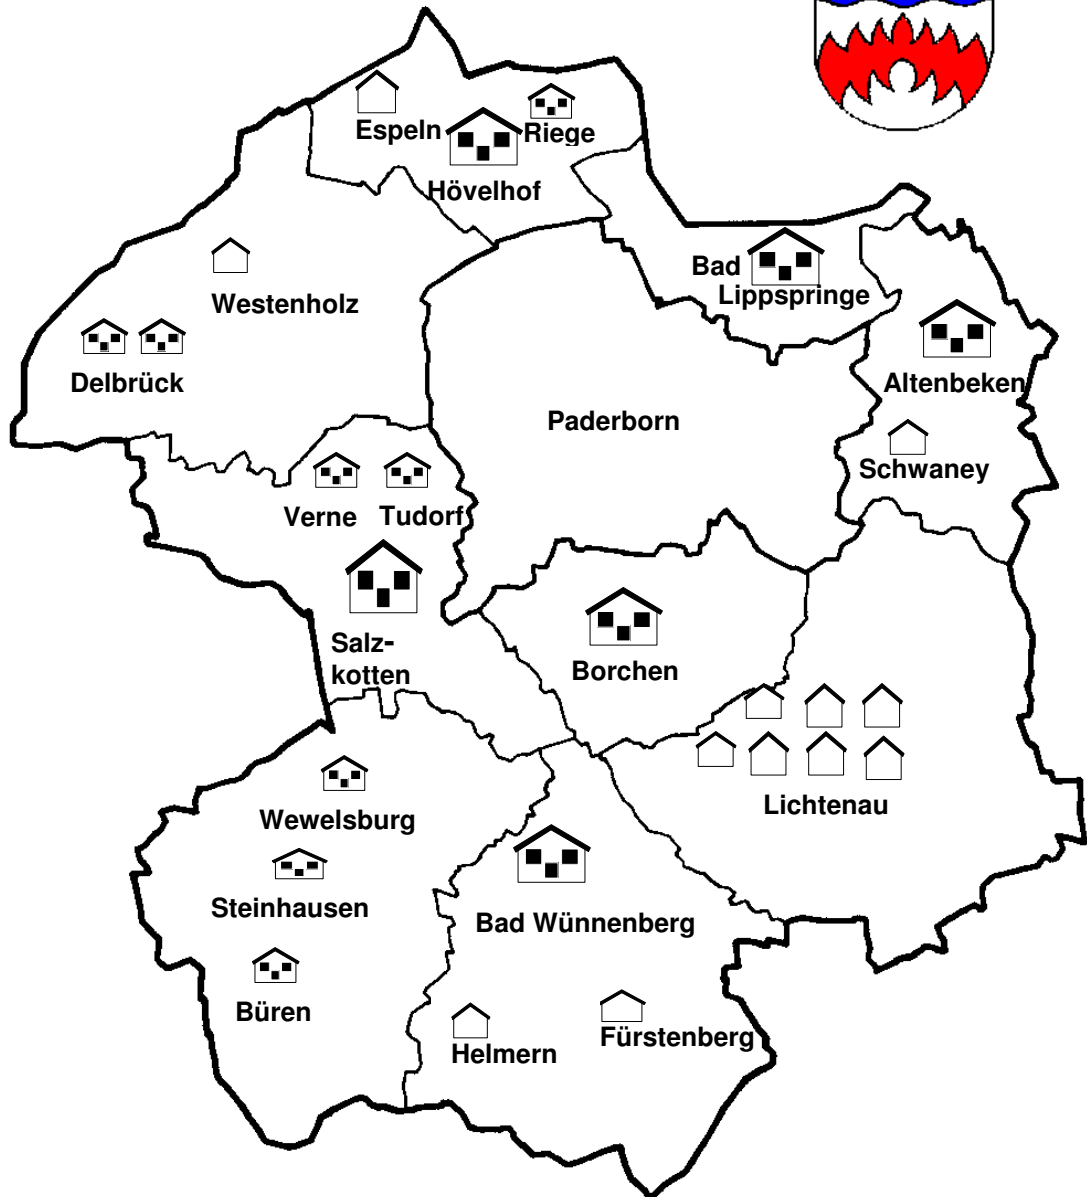 Espeln
Riege
Hövelhof
Bad
Lippspringe
Westenholz
Delbrück
Altenbeken
Paderborn
Schwaney
Verne
Tudorf
Salz-
kotten
Borchen
Lichtenau
Wewelsburg
Steinhausen
Bad Wünnenberg
Büren
Helmern
Fürstenberg